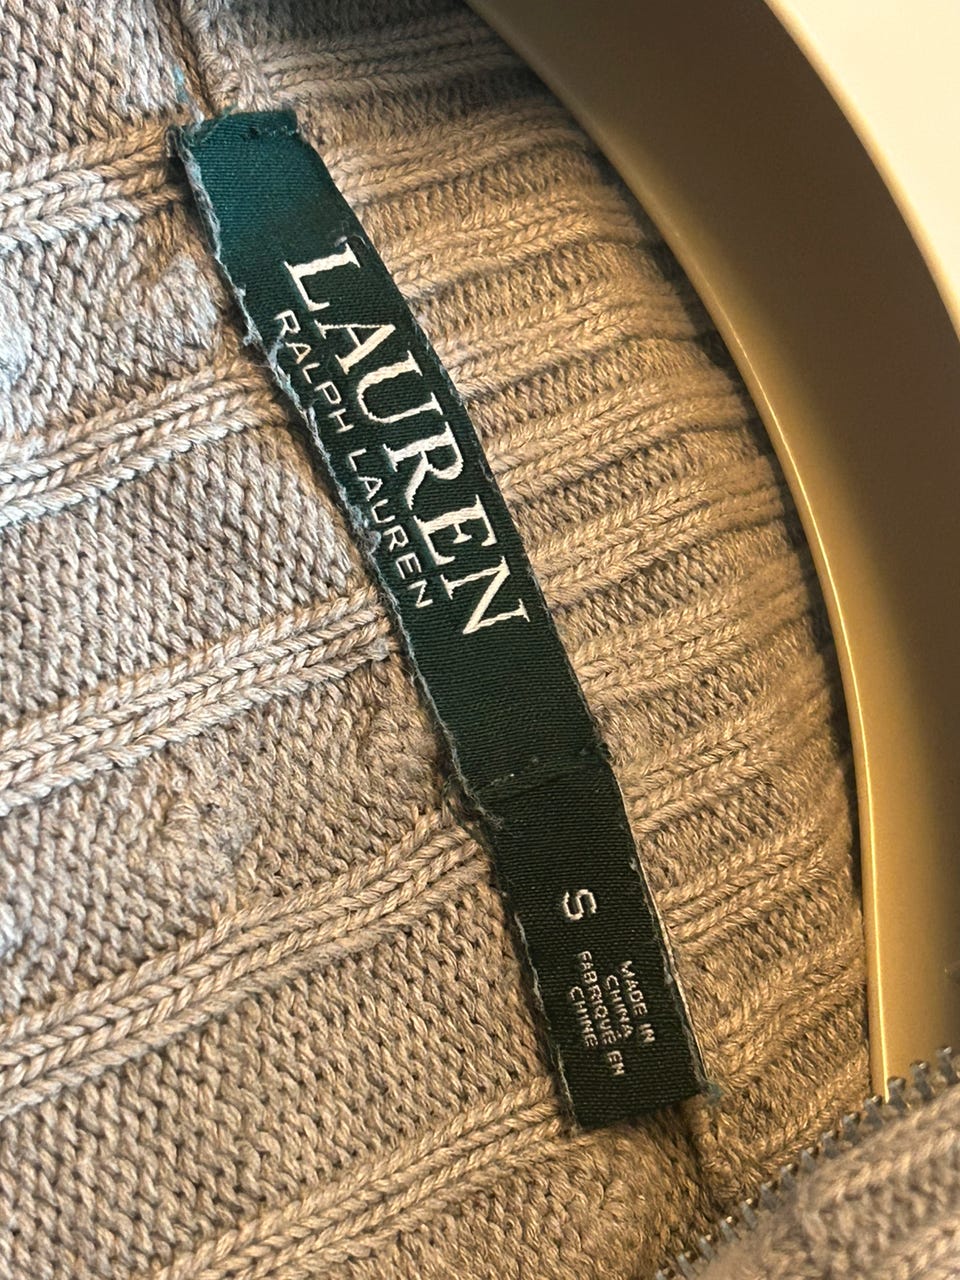 LAUREN
RALPH LAUREN
S
MADE IN
CHINA
FABRIQUÉ EN
CHINE